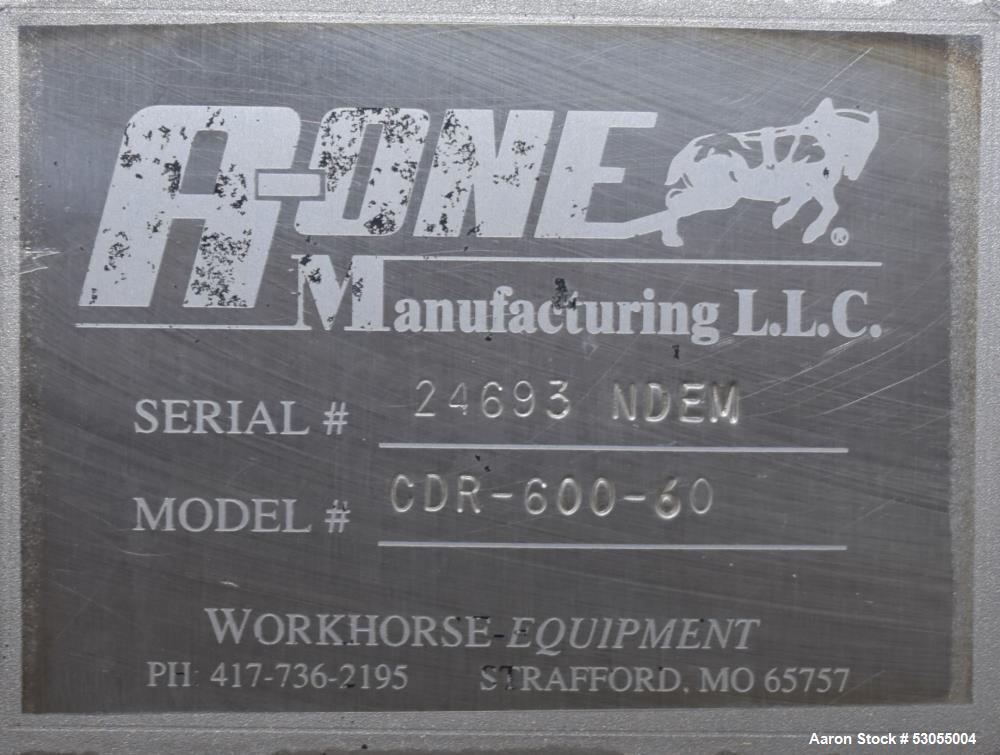 A-ONE ®
Manufacturing L.L.C.
SERIAL # 24693 NDEM
MODEL # CDR-600-60
WORKHORSE-EQUIPMENT
PH: 417-736-2195 STRAFFORD, MO 65757
Aaron Stock # 53055004